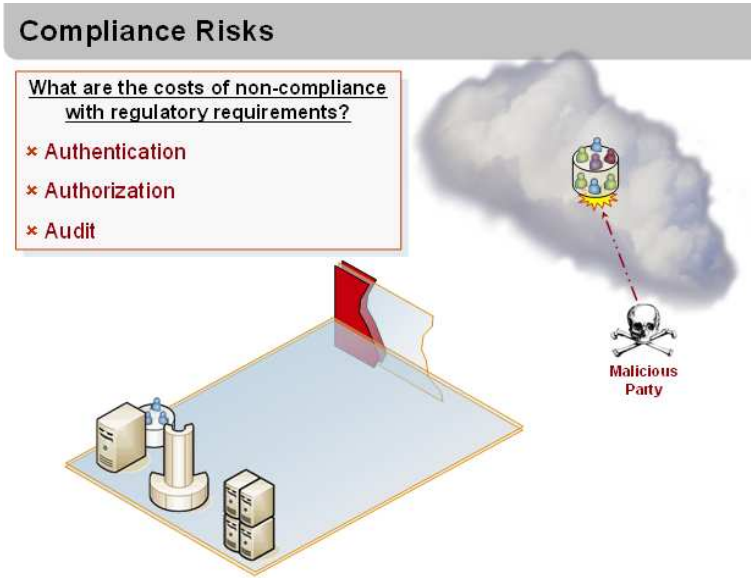 Compliance Risks
What are the costs of non-compliance
with regulatory requirements?
× Authentication
× Authorization
× Audit
Malicious
Party